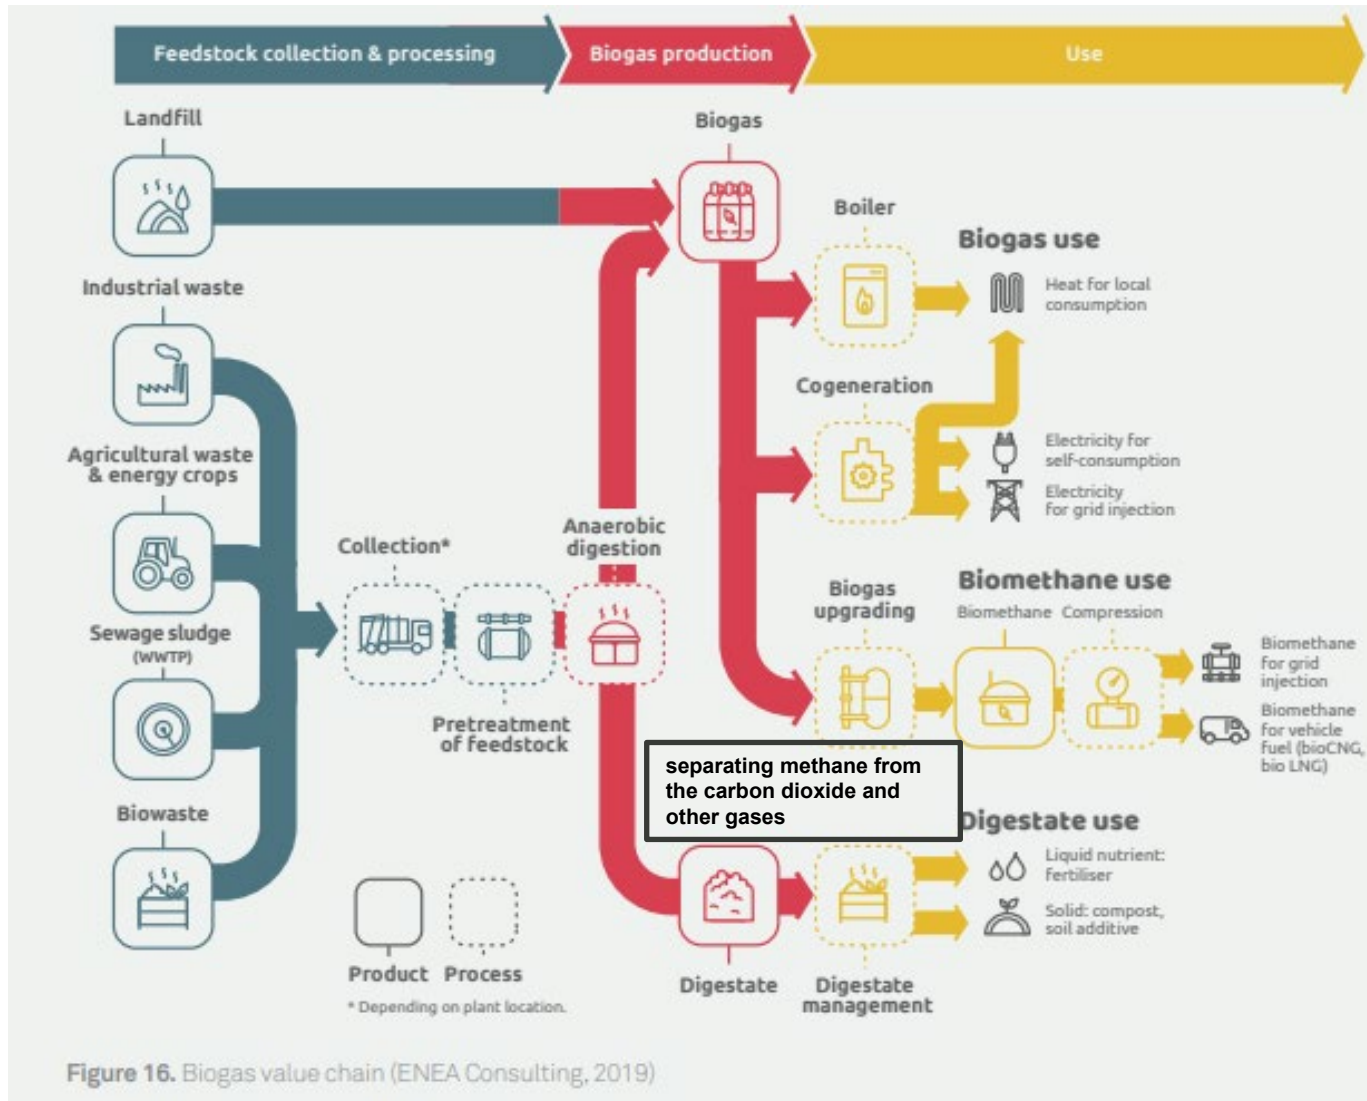 Feedstock collection & processing
Biogas production
Use
Landfill
Biogas
Boiler
Biogas use
Heat for local
consumption
Industrial waste
Cogeneration
Electricity for
self-consumption
Electricity
for grid injection
Agricultural waste
& energy crops
Collection*
Anaerobic
digestion
Biogas
upgrading
Biomethane use
Biomethane
Compression
Biomethane
for grid
injection
Biomethane
for vehicle
fuel (bioCNG,
bio LNG)
Sewage sludge
(WWTP)
Pretreatment
of feedstock
separating methane from
the carbon dioxide and
other gases
Biowaste
Digestate use
Liquid nutrient:
fertiliser
Solid: compost,
soil additive
Product
Process
* Depending on plant location.
Digestate
Digestate
management
Figure 16. Biogas value chain (ENEA Consulting, 2019)